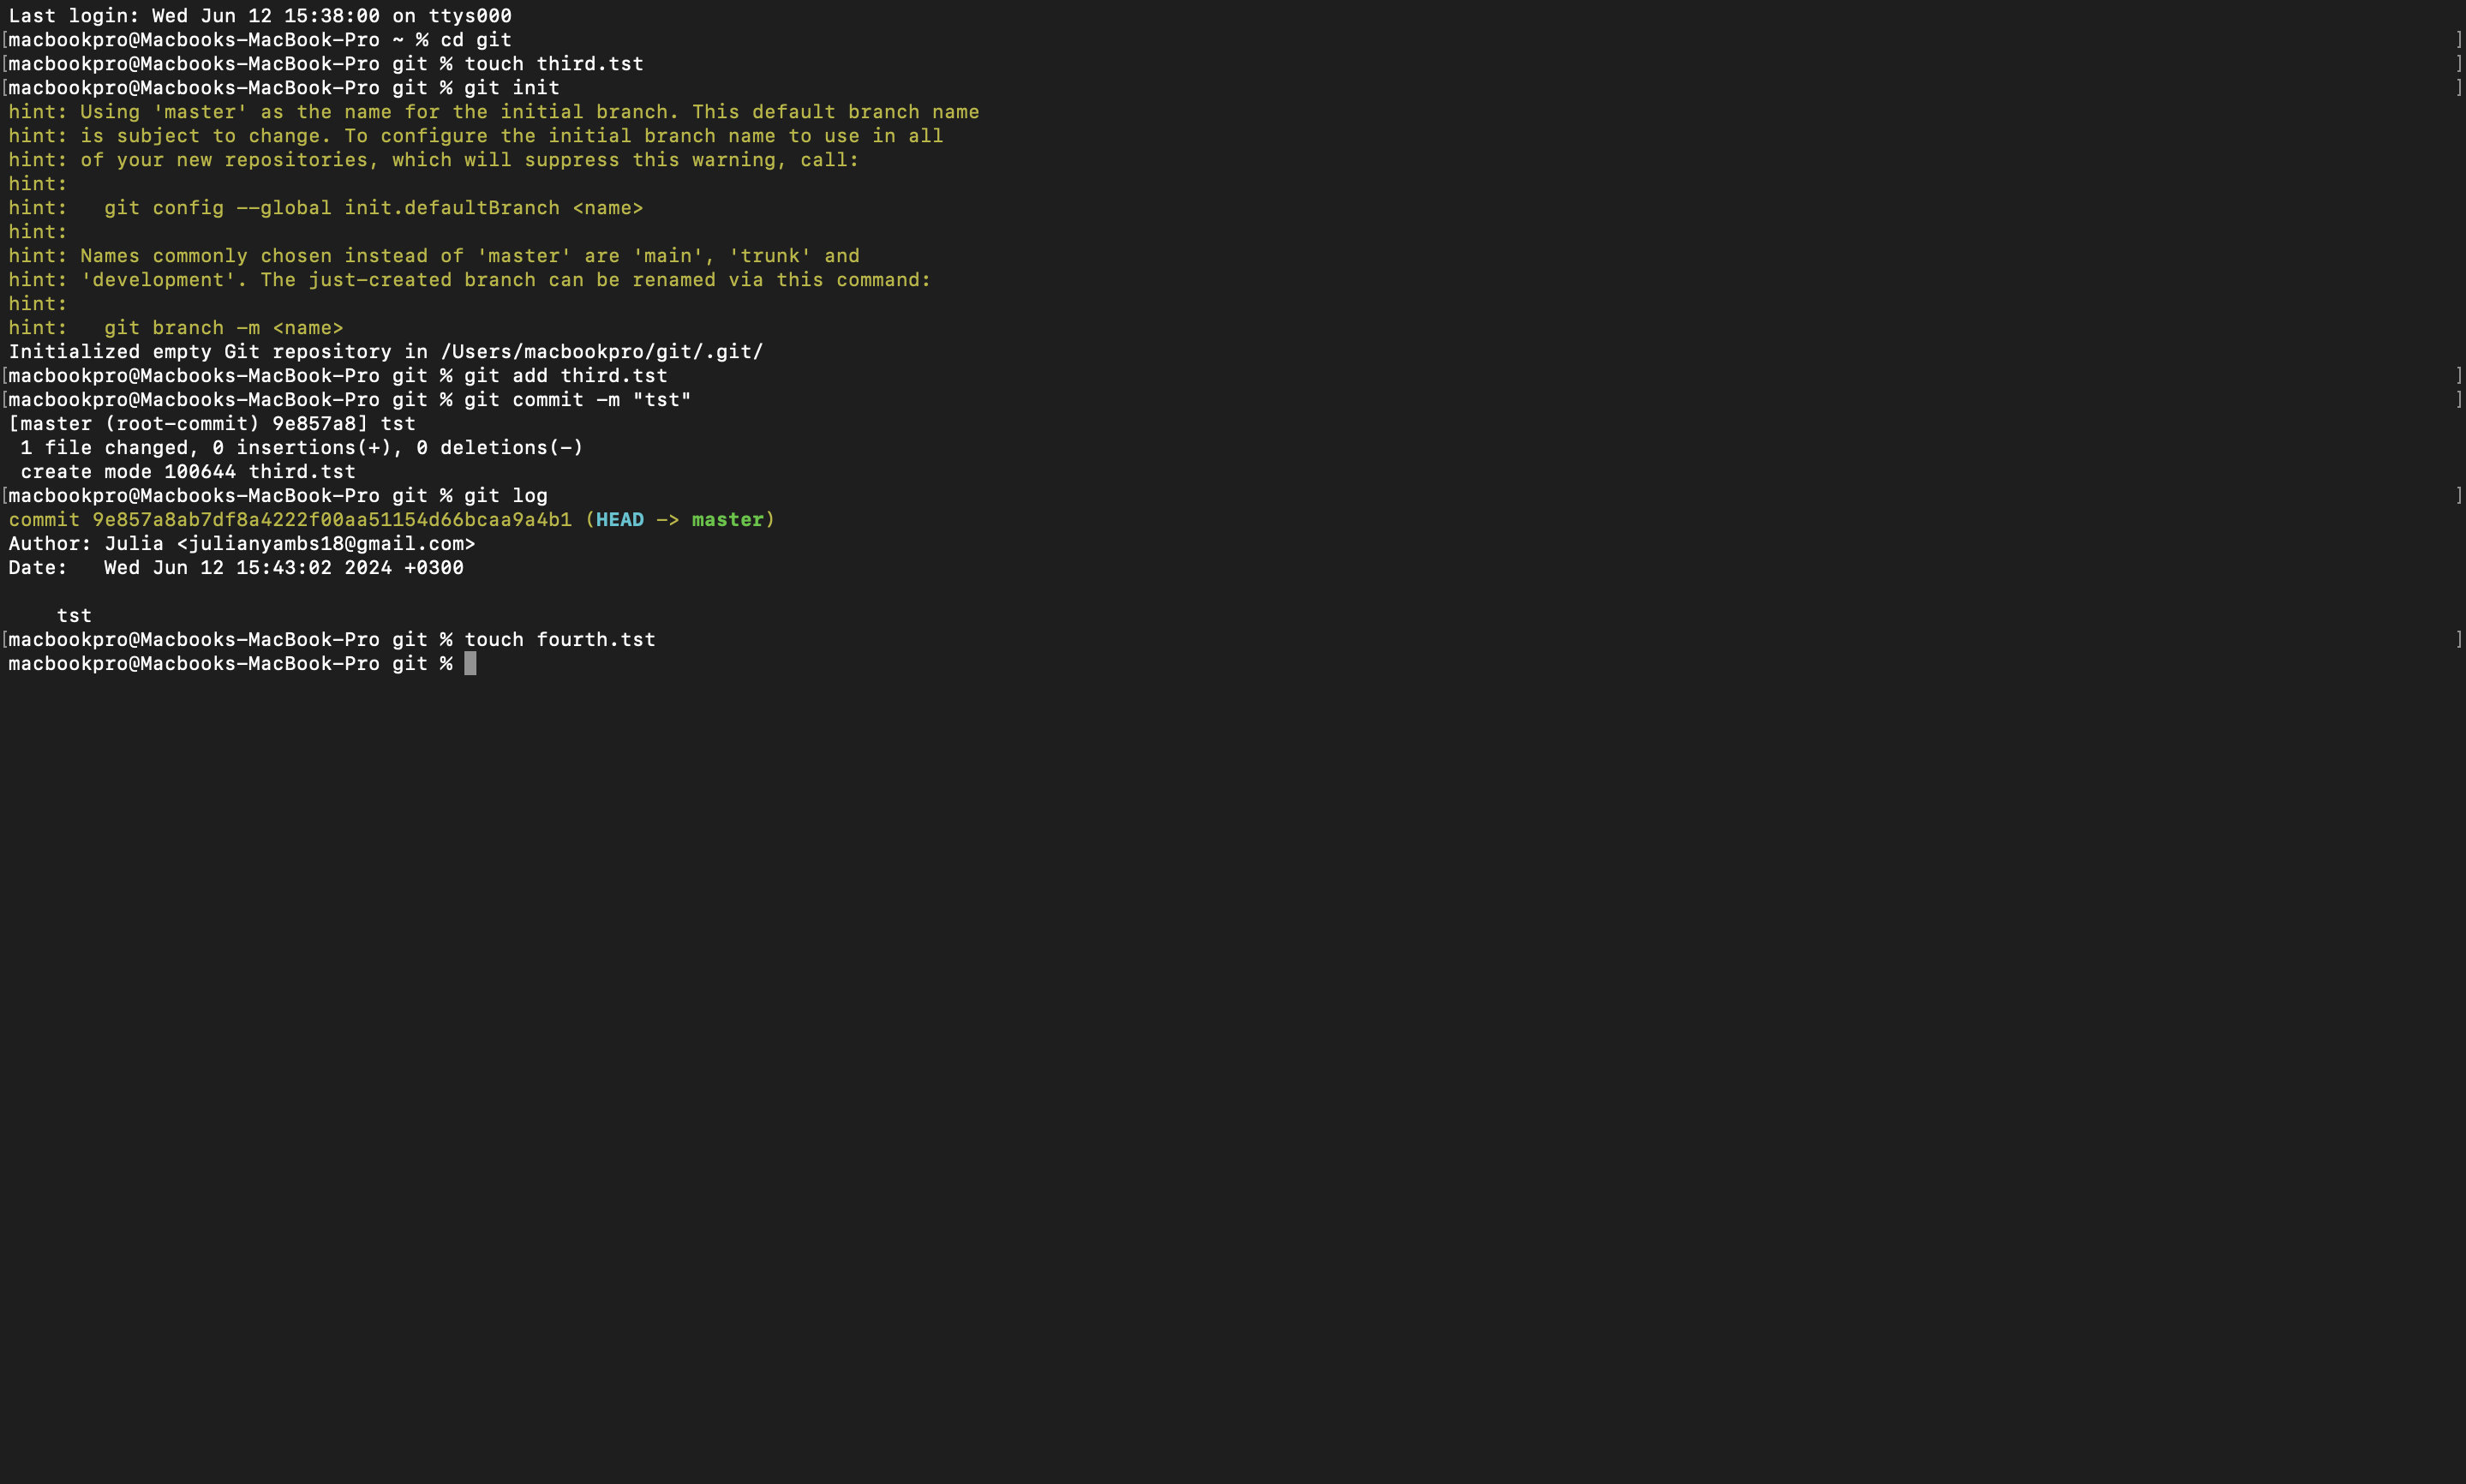 Last login: Wed Jun 12 15:38:00 on ttys000
[macbookpro@Macbooks-MacBook-Pro ~ % cd git ]
[macbookpro@Macbooks-MacBook-Pro git % touch third.tst ]
[macbookpro@Macbooks-MacBook-Pro git % git init ]
hint: Using 'master' as the name for the initial branch. This default branch name
hint: is subject to change. To configure the initial branch name to use in all
hint: of your new repositories, which will suppress this warning, call:
hint:
hint:   git config --global init.defaultBranch <name>
hint:
hint: Names commonly chosen instead of 'master' are 'main', 'trunk' and
hint: 'development'. The just-created branch can be renamed via this command:
hint:
hint:   git branch -m <name>
Initialized empty Git repository in /Users/macbookpro/git/.git/
[macbookpro@Macbooks-MacBook-Pro git % git add third.tst ]
[macbookpro@Macbooks-MacBook-Pro git % git commit -m "tst" ]
[master (root-commit) 9e857a8] tst
 1 file changed, 0 insertions(+), 0 deletions(-)
 create mode 100644 third.tst
[macbookpro@Macbooks-MacBook-Pro git % git log ]
commit 9e857a8ab7df8a4222f00aa51154d66bcaa9a4b1 (HEAD -> master)
Author: Julia <julianyambs18@gmail.com>
Date:   Wed Jun 12 15:43:02 2024 +0300

    tst
[macbookpro@Macbooks-MacBook-Pro git % touch fourth.tst ]
macbookpro@Macbooks-MacBook-Pro git %